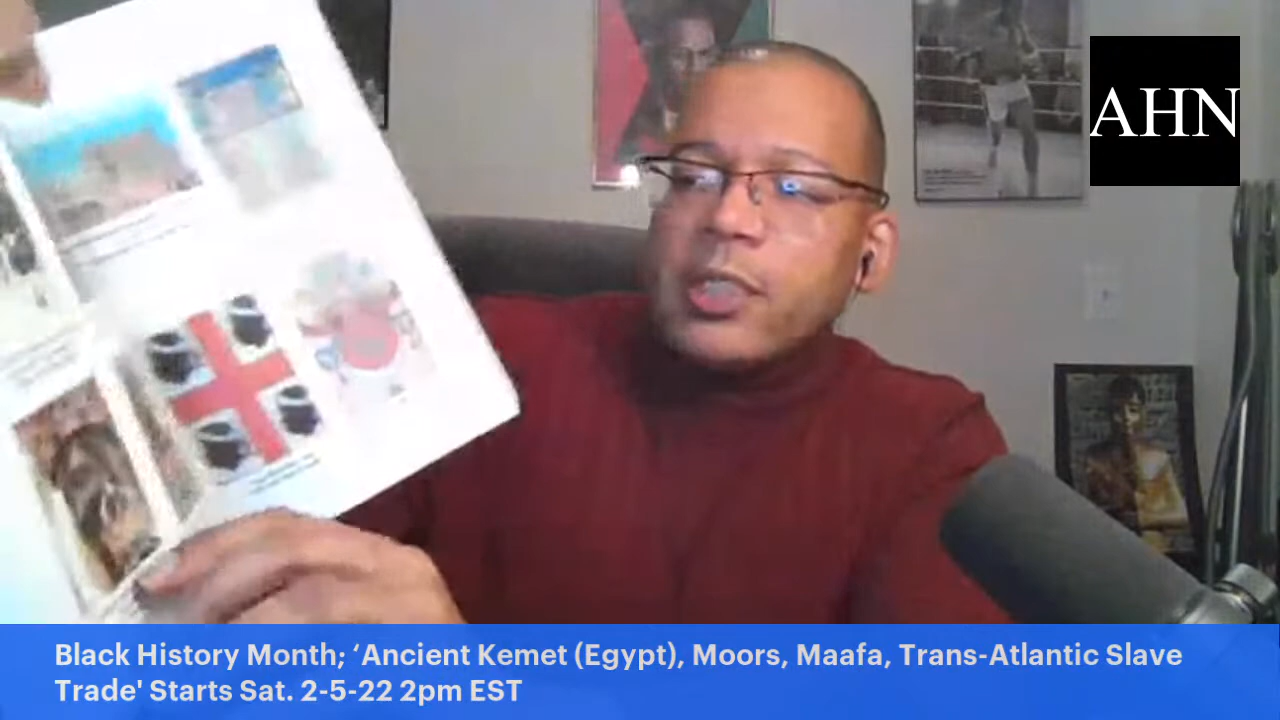 AHN
Black History Month; ‘Ancient Kemet (Egypt), Moors, Maafa, Trans-Atlantic Slave
Trade' Starts Sat. 2-5-22 2pm EST